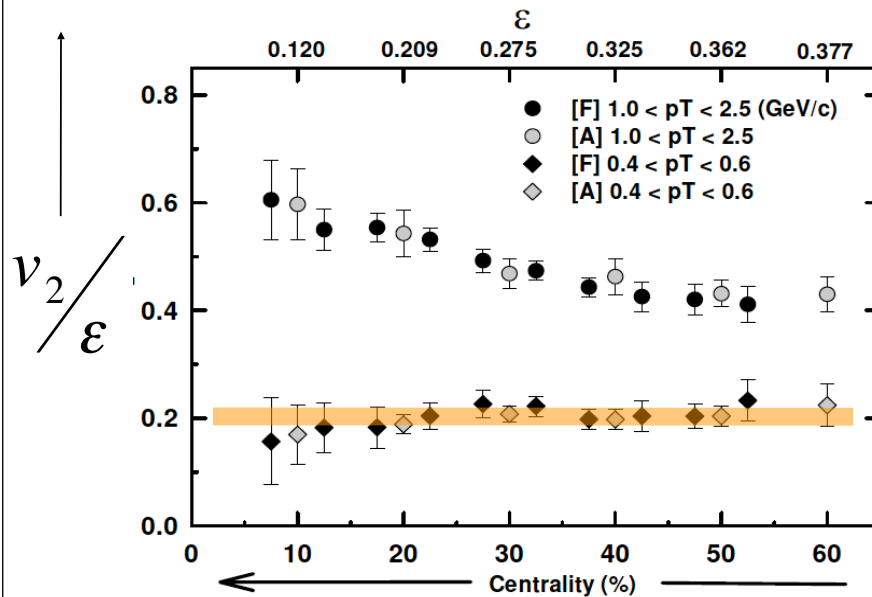 ε
0.120 0.209 0.275 0.325 0.362 0.377
0.8
[F] 1.0 < pT < 2.5 (GeV/c)
[A] 1.0 < pT < 2.5
[F] 0.4 < pT < 0.6
[A] 0.4 < pT < 0.6
0.6
v2/ε
0.4
0.2
0.0
0 10 20 30 40 50 60
Centrality (%)